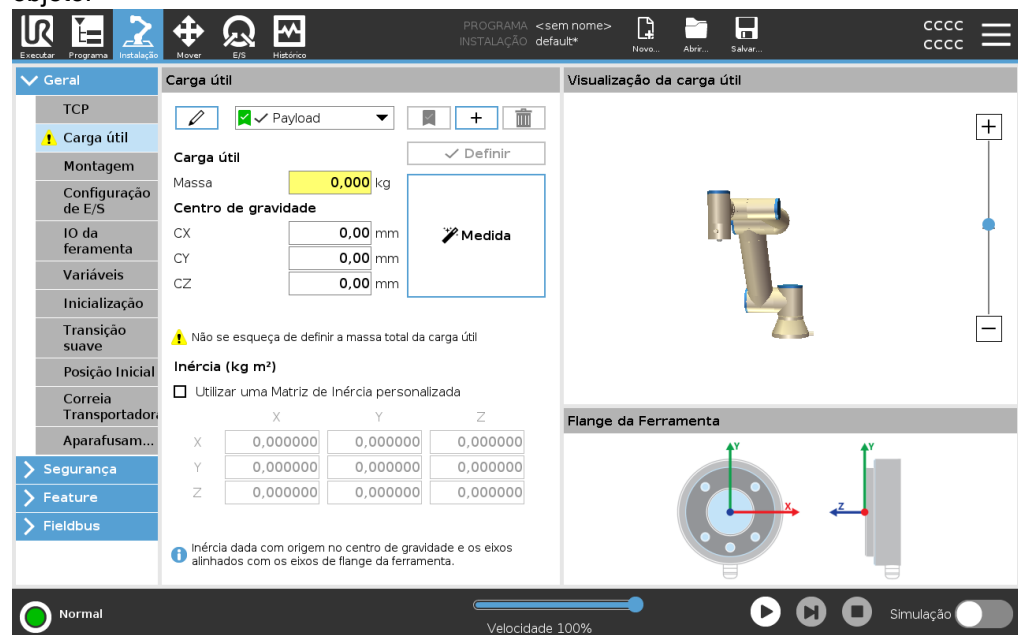 objeto.
UR
PROGRAMA <sem nome>
INSTALAÇÃO default*
CCCC
CCCC
Executar Programa Instalação Mover E/S Histórico Novo... Abrir... Salvar...
Geral
TCP
Carga útil
Montagem
Configuração
de E/S
IO da
ferramenta
Variáveis
Inicialização
Transição
suave
Posição Inicial
Correia
Transportador
Aparafusam...
Segurança
Feature
Fieldbus
Carga útil
Payload
Carga útil
Definir
Massa 0,000 kg
Centro de gravidade
CX 0,00 mm
CY 0,00 mm
CZ 0,00 mm
Medida
Não se esqueça de definir a massa total da carga útil
Inércia (kg m²)
Utilizar uma Matriz de Inércia personalizada
X Y Z
X 0,000000 0,000000 0,000000
Y 0,000000 0,000000 0,000000
Z 0,000000 0,000000 0,000000
Inércia dada com origem no centro de gravidade e os eixos
alinhados com os eixos de flange da ferramenta.
Visualização da carga útil
Flange da Ferramenta
Y Y
X Z
Normal
Velocidade 100%
Simulação